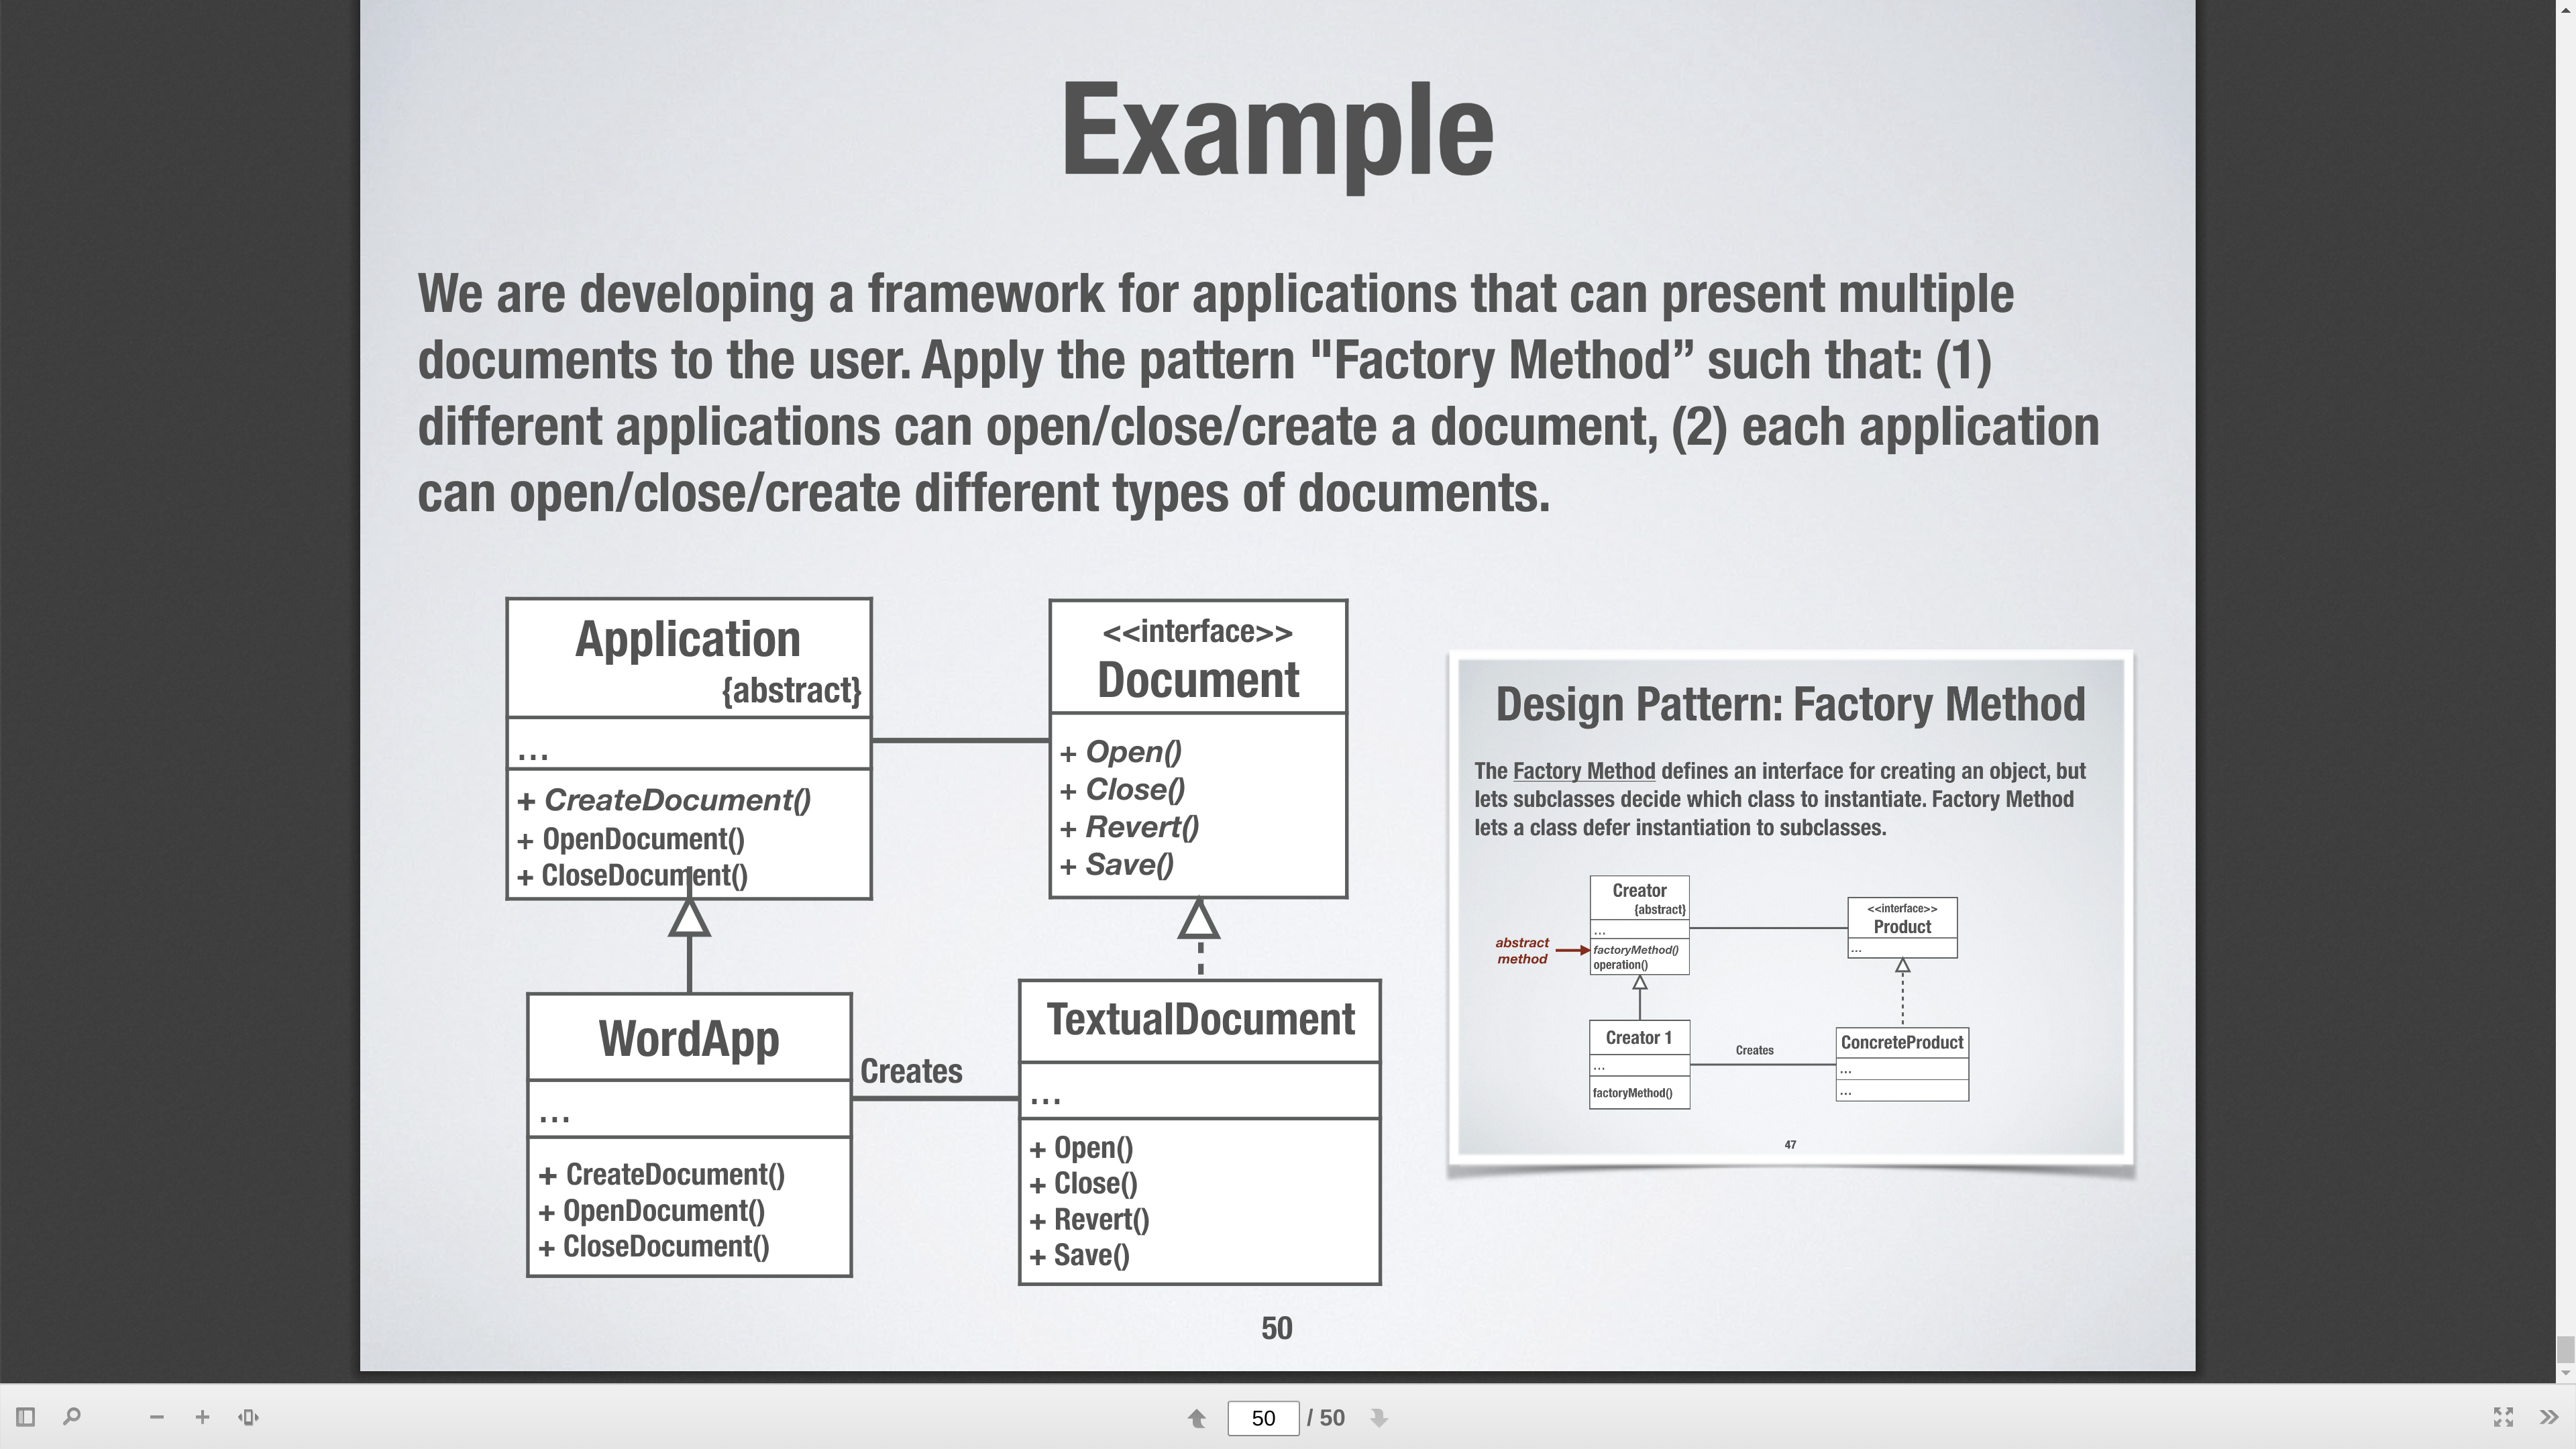 Example
We are developing a framework for applications that can present multiple
documents to the user. Apply the pattern "Factory Method” such that: (1)
different applications can open/close/create a document, (2) each application
can open/close/create different types of documents.
Application
{abstract}
...
+ CreateDocument()
+ OpenDocument()
+ CloseDocument()
<<interface>>
Document
+ Open()
+ Close()
+ Revert()
+ Save()
WordApp
...
+ CreateDocument()
+ OpenDocument()
+ CloseDocument()
Creates
TextualDocument
...
+ Open()
+ Close()
+ Revert()
+ Save()
Design Pattern: Factory Method
The Factory Method defines an interface for creating an object, but
lets subclasses decide which class to instantiate. Factory Method
lets a class defer instantiation to subclasses.
Creator
{abstract}
...
abstract
method
factoryMethod()
operation()
<<interface>>
Product
...
Creator 1
...
factoryMethod()
Creates
ConcreteProduct
...
...
47
50
50 / 50